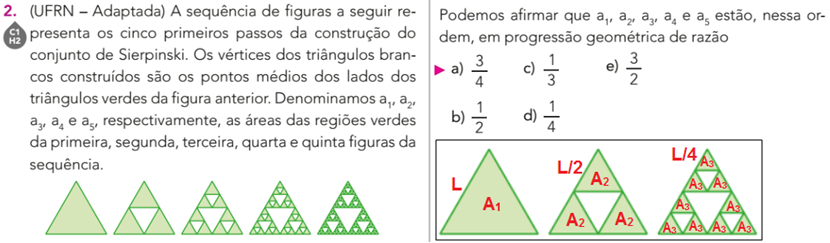 2. (UFRN – Adaptada) A sequência de figuras a seguir re-
C1
H2
presenta os cinco primeiros passos da construção do
conjunto de Sierpinski. Os vértices dos triângulos bran-
cos construídos são os pontos médios dos lados dos
triângulos verdes da figura anterior. Denominamos a₁, a₂,
a₃, a₄ e a₅, respectivamente, as áreas das regiões verdes
da primeira, segunda, terceira, quarta e quinta figuras da
sequência.
Podemos afirmar que a₁, a₂, a₃, a₄ e a₅ estão, nessa or-
dem, em progressão geométrica de razão
a) 3/4 c) 1/3 e) 3/2
b) 1/2 d) 1/4
L A₁
L/2 A₂
A₂ A₂
L/4 A₃
A₃ A₃
A₃ A₃
A₃ A₃ A₃ A₃